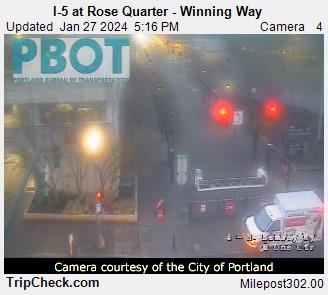 I-5 at Rose Quarter - Winning Way
Updated Jan 27 2024 5:16 PM Camera 4
PBOT
PORTLAND BUREAU OF TRANSPORTATION
Camera courtesy of the City of Portland
TripCheck.com Milepost302.00